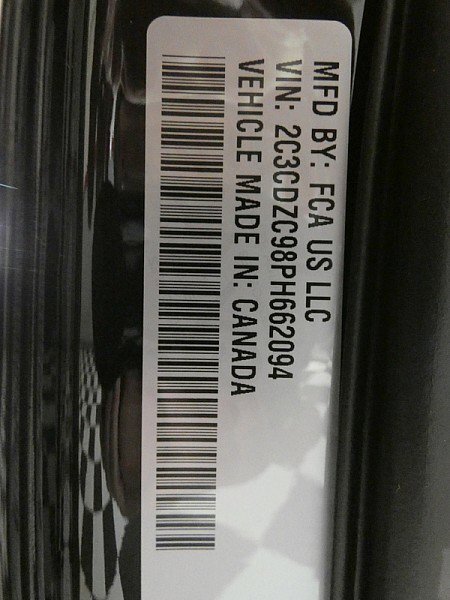 MFD BY: FCA US LLC
VIN: 2C3CDZC98PH662094
VEHICLE MADE IN: CANADA